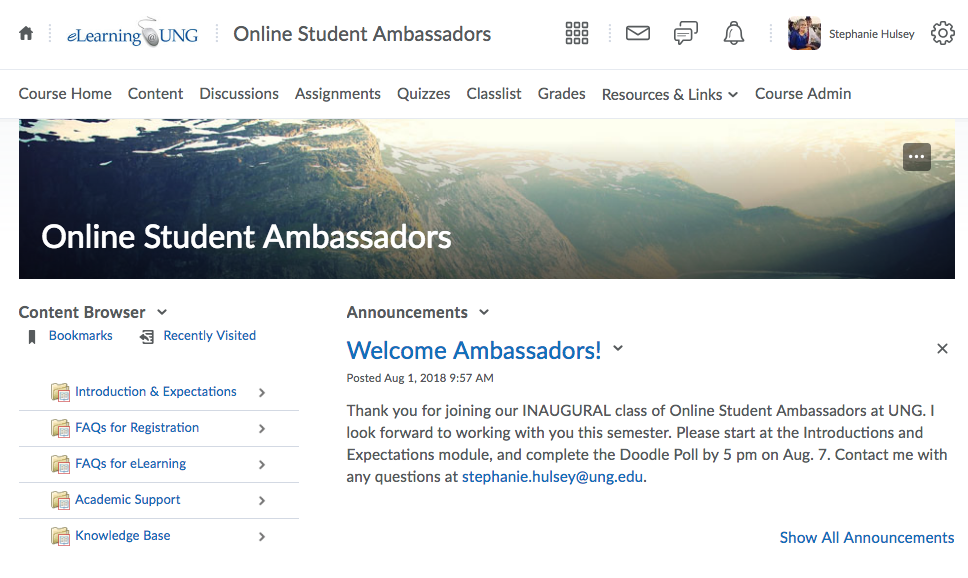 eLearning UNG
Online Student Ambassadors
Stephanie Hulsey
Course Home Content Discussions Assignments Quizzes Classlist Grades Resources & Links Course Admin
Online Student Ambassadors
Content Browser
Bookmarks Recently Visited
Introduction & Expectations
FAQs for Registration
FAQs for eLearning
Academic Support
Knowledge Base
Announcements
Welcome Ambassadors!
Posted Aug 1, 2018 9:57 AM
Thank you for joining our INAUGURAL class of Online Student Ambassadors at UNG. I
look forward to working with you this semester. Please start at the Introductions and
Expectations module, and complete the Doodle Poll by 5 pm on Aug. 7. Contact me with
any questions at stephanie.hulsey@ung.edu.
Show All Announcements